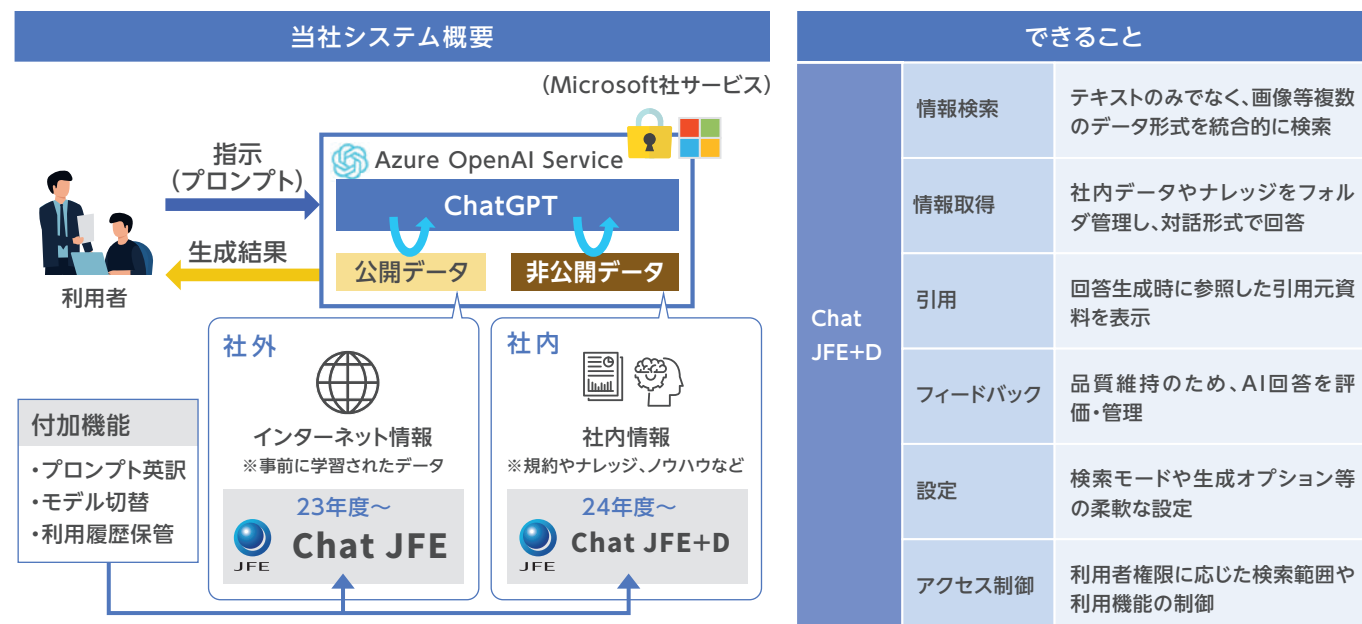 当社システム概要
(Microsoft社サービス)
指示
(プロンプト)
生成結果
利用者
Azure OpenAI Service
ChatGPT
公開データ
非公開データ
社外
インターネット情報
※事前に学習されたデータ
23年度～
JFE
Chat JFE
社内
社内情報
※規約やナレッジ、ノウハウなど
24年度～
JFE
Chat JFE+D
付加機能
・プロンプト英訳
・モデル切替
・利用履歴保管
できること
Chat
JFE+D
情報検索
テキストのみでなく、画像等複数
のデータ形式を統合的に検索
情報取得
社内データやナレッジをフォル
ダ管理し、対話形式で回答
引用
回答生成時に参照した引用元資
料を表示
フィードバック
品質維持のため、AI回答を評
価・管理
設定
検索モードや生成オプション等
の柔軟な設定
アクセス制御
利用者権限に応じた検索範囲や
利用機能の制御